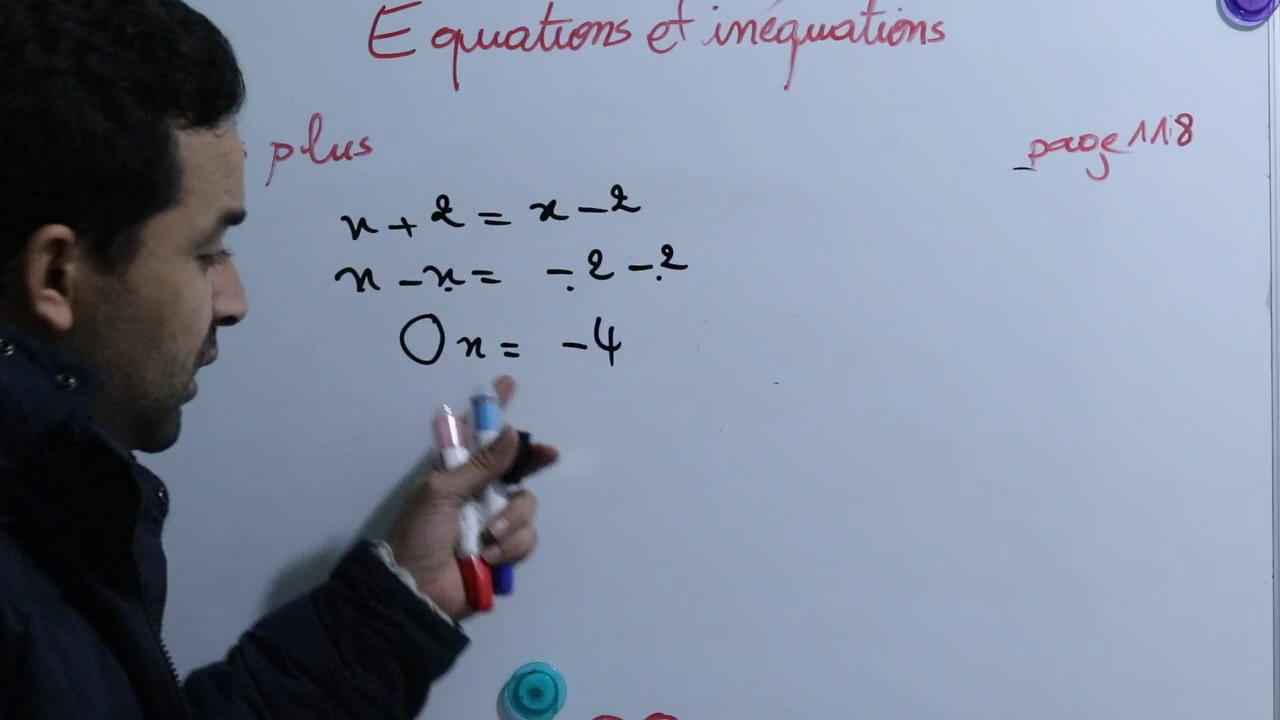 Equations et inéquations
plus
page 118
x + 2 = x - 2
x - x = - 2 - 2
0x = - 4